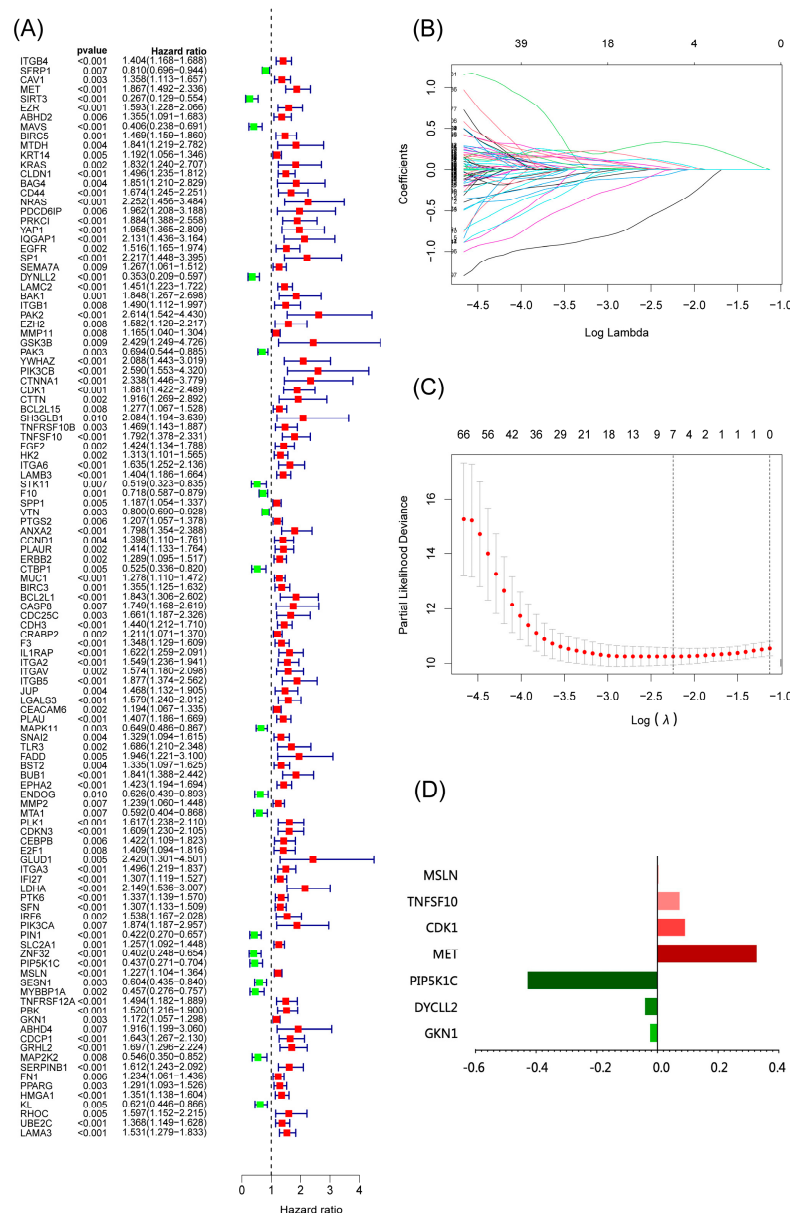 (A)
pvalue Hazard ratio
ITGB4 <0.001 1.404(1.168−1.688)
SFRP1 0.007 0.810(0.696−0.944)
CAV1 0.003 1.358(1.113−1.657)
MET <0.001 1.867(1.492−2.336)
SIRT3 <0.001 0.267(0.129−0.554)
EZR <0.001 1.593(1.228−2.066)
ABHD2 0.006 1.355(1.091−1.683)
MAVS <0.001 0.406(0.238−0.691)
BIRC5 <0.001 1.469(1.159−1.860)
MTDH 0.004 1.841(1.219−2.782)
KRT14 0.005 1.192(1.056−1.346)
KRAS 0.002 1.832(1.240−2.707)
CLDN1 <0.001 1.496(1.235−1.812)
BAG4 0.004 1.851(1.210−2.829)
CD44 <0.001 1.674(1.245−2.251)
NRAS <0.001 2.252(1.456−3.484)
PDCD6IP 0.006 1.962(1.208−3.188)
PRKCI <0.001 1.884(1.388−2.558)
YAP1 <0.001 1.968(1.365−2.809)
IQGAP1 <0.001 2.131(1.436−3.164)
EGFR 0.002 1.516(1.165−1.974)
SP1 <0.001 2.217(1.448−3.395)
SEMA7A 0.009 1.267(1.061−1.512)
DYNLL2 <0.001 0.353(0.209−0.597)
LAMC2 <0.001 1.451(1.223−1.722)
BAK1 0.001 1.848(1.267−2.698)
ITGB1 0.008 1.490(1.112−1.997)
PAK2 <0.001 2.614(1.542−4.430)
EZH2 0.008 1.682(1.129−2.217)
MMP11 0.008 1.165(1.040−1.304)
GSK3B 0.009 2.429(1.249−4.726)
PAK3 0.003 0.694(0.544−0.885)
YWHAZ <0.001 2.088(1.443−3.019)
PIK3CB <0.001 2.590(1.553−4.320)
CTNNA1 <0.001 2.338(1.446−3.779)
CDK1 <0.001 1.881(1.422−2.489)
CTTN 0.002 1.916(1.269−2.892)
BCL2L15 0.008 1.277(1.067−1.528)
SH3GLB1 0.010 2.084(1.194−3.639)
TNFRSF10B 0.003 1.469(1.143−1.887)
TNFSF10 <0.001 1.792(1.378−2.331)
FGF2 0.002 1.424(1.134−1.788)
HK2 0.002 1.313(1.101−1.565)
ITGA6 <0.001 1.635(1.252−2.136)
LAMB3 <0.001 1.404(1.186−1.664)
STK11 0.007 0.519(0.323−0.835)
F10 0.001 0.718(0.587−0.879)
SPP1 0.005 1.187(1.054−1.337)
VTN 0.003 0.800(0.690−0.928)
PTGS2 0.006 1.207(1.057−1.378)
ANXA2 <0.001 1.798(1.354−2.388)
CCND1 0.004 1.398(1.110−1.761)
PLAUR 0.002 1.414(1.133−1.764)
ERBB2 0.002 1.289(1.095−1.517)
CTBP1 0.005 0.525(0.336−0.820)
MUC1 <0.001 1.278(1.110−1.472)
BIRC3 0.001 1.355(1.125−1.632)
BCL2L1 <0.001 1.843(1.306−2.602)
CASP8 0.007 1.749(1.168−2.619)
CDC25C 0.003 1.661(1.187−2.326)
CDH3 <0.001 1.440(1.212−1.710)
CRABP2 0.002 1.211(1.071−1.370)
F3 <0.001 1.348(1.129−1.609)
IL1RAP <0.001 1.622(1.259−2.091)
ITGA2 <0.001 1.549(1.236−1.941)
ITGAV 0.002 1.574(1.180−2.098)
ITGB5 <0.001 1.877(1.374−2.562)
JUP 0.004 1.468(1.132−1.905)
LGALS3 <0.001 1.579(1.240−2.012)
CEACAM6 0.002 1.194(1.067−1.335)
PLAU <0.001 1.407(1.186−1.669)
MAPK11 0.003 0.649(0.486−0.867)
SNAI2 0.004 1.329(1.094−1.615)
TLR3 0.002 1.686(1.210−2.348)
FADD 0.005 1.946(1.221−3.100)
BST2 0.004 1.335(1.097−1.625)
BUB1 <0.001 1.841(1.388−2.442)
EPHA2 <0.001 1.423(1.194−1.694)
ENDOG 0.010 0.626(0.439−0.893)
MMP2 0.007 1.239(1.060−1.448)
MTA1 0.007 0.592(0.404−0.868)
PLK1 <0.001 1.617(1.238−2.110)
CDKN3 <0.001 1.609(1.230−2.105)
CEBPB 0.006 1.422(1.109−1.823)
E2F1 0.008 1.409(1.094−1.816)
GLUD1 0.005 2.420(1.301−4.501)
ITGA3 <0.001 1.496(1.219−1.837)
IFI27 <0.001 1.307(1.119−1.527)
LDHA <0.001 2.149(1.536−3.007)
PTK6 <0.001 1.337(1.139−1.570)
SFN <0.001 1.307(1.133−1.509)
IRF6 0.002 1.538(1.167−2.028)
PIK3CA 0.007 1.874(1.187−2.957)
PIN1 <0.001 0.422(0.270−0.657)
SLC2A1 0.001 1.257(1.092−1.448)
ZNF32 <0.001 0.402(0.248−0.654)
PIP5K1C <0.001 0.437(0.271−0.704)
MSLN <0.001 1.227(1.104−1.364)
SESN1 0.003 0.604(0.435−0.840)
MYBBP1A 0.002 0.457(0.276−0.757)
TNFRSF12A <0.001 1.494(1.182−1.889)
PBK <0.001 1.520(1.216−1.900)
GKN1 0.003 1.172(1.057−1.298)
ABHD4 0.007 1.916(1.199−3.060)
CDCP1 <0.001 1.643(1.267−2.130)
GRHL2 <0.001 1.697(1.296−2.224)
MAP2K2 0.008 0.546(0.350−0.852)
SERPINB1 <0.001 1.612(1.243−2.092)
FN1 0.006 1.234(1.061−1.436)
PPARG 0.003 1.291(1.093−1.526)
HMGA1 <0.001 1.351(1.138−1.604)
KL 0.005 0.621(0.446−0.866)
RHOC 0.005 1.597(1.152−2.215)
UBE2C <0.001 1.368(1.149−1.628)
LAMA3 <0.001 1.531(1.279−1.833)
0 1 2 3 4
Hazard ratio
(B)
39 18 4 0
1.0
0.5
0.0
−0.5
−1.0
Coefficients
−4.5 −4.0 −3.5 −3.0 −2.5 −2.0 −1.5 −1.0
Log Lambda
(C)
66 56 42 36 29 21 18 13 9 7 4 2 1 1 0
16
14
12
10
Partial Likelihood Deviance
-4.5 -4.0 -3.5 -3.0 -2.5 -2.0 -1.5 -1.0
Log (λ)
(D)
MSLN
TNFSF10
CDK1
MET
PIP5K1C
DYCLL2
GKN1
-0.6 -0.4 -0.2 0.0 0.2 0.4